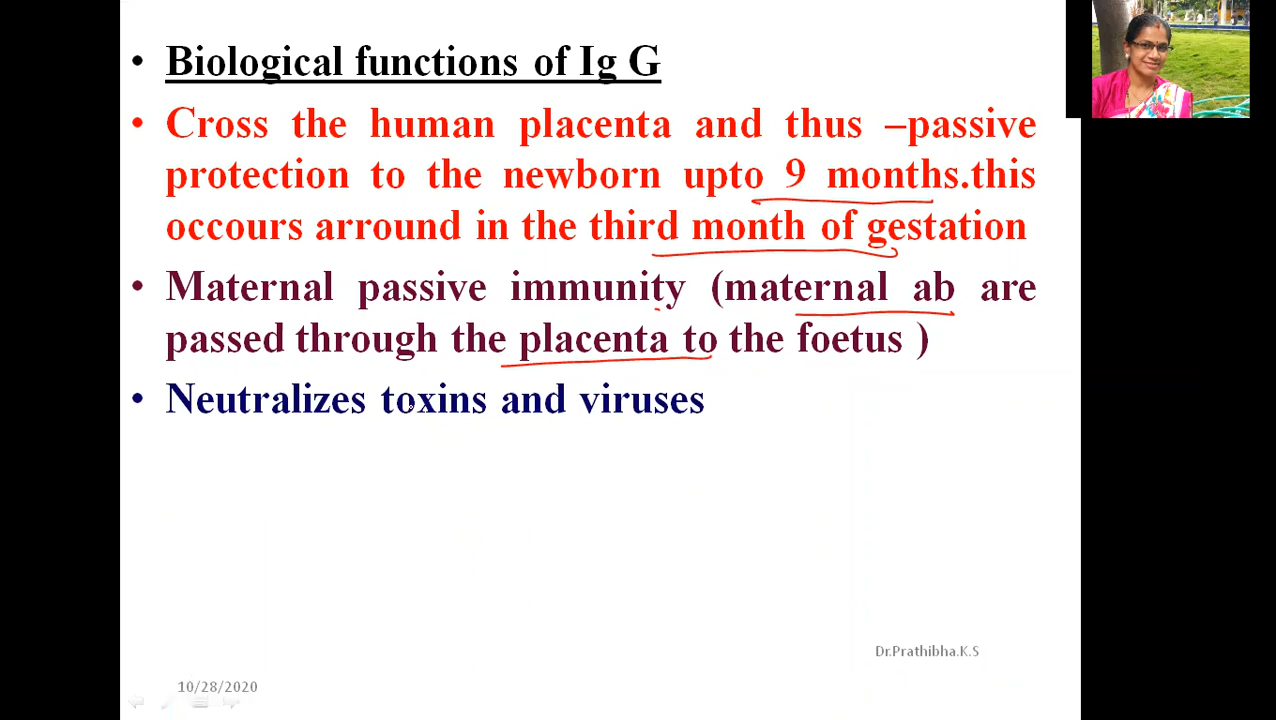 • Biological functions of Ig G
• Cross the human placenta and thus –passive
protection to the newborn upto 9 months.this
occours arround in the third month of gestation
• Maternal passive immunity (maternal ab are
passed through the placenta to the foetus )
• Neutralizes toxins and viruses
Dr.Prathibha.K.S
10/28/2020